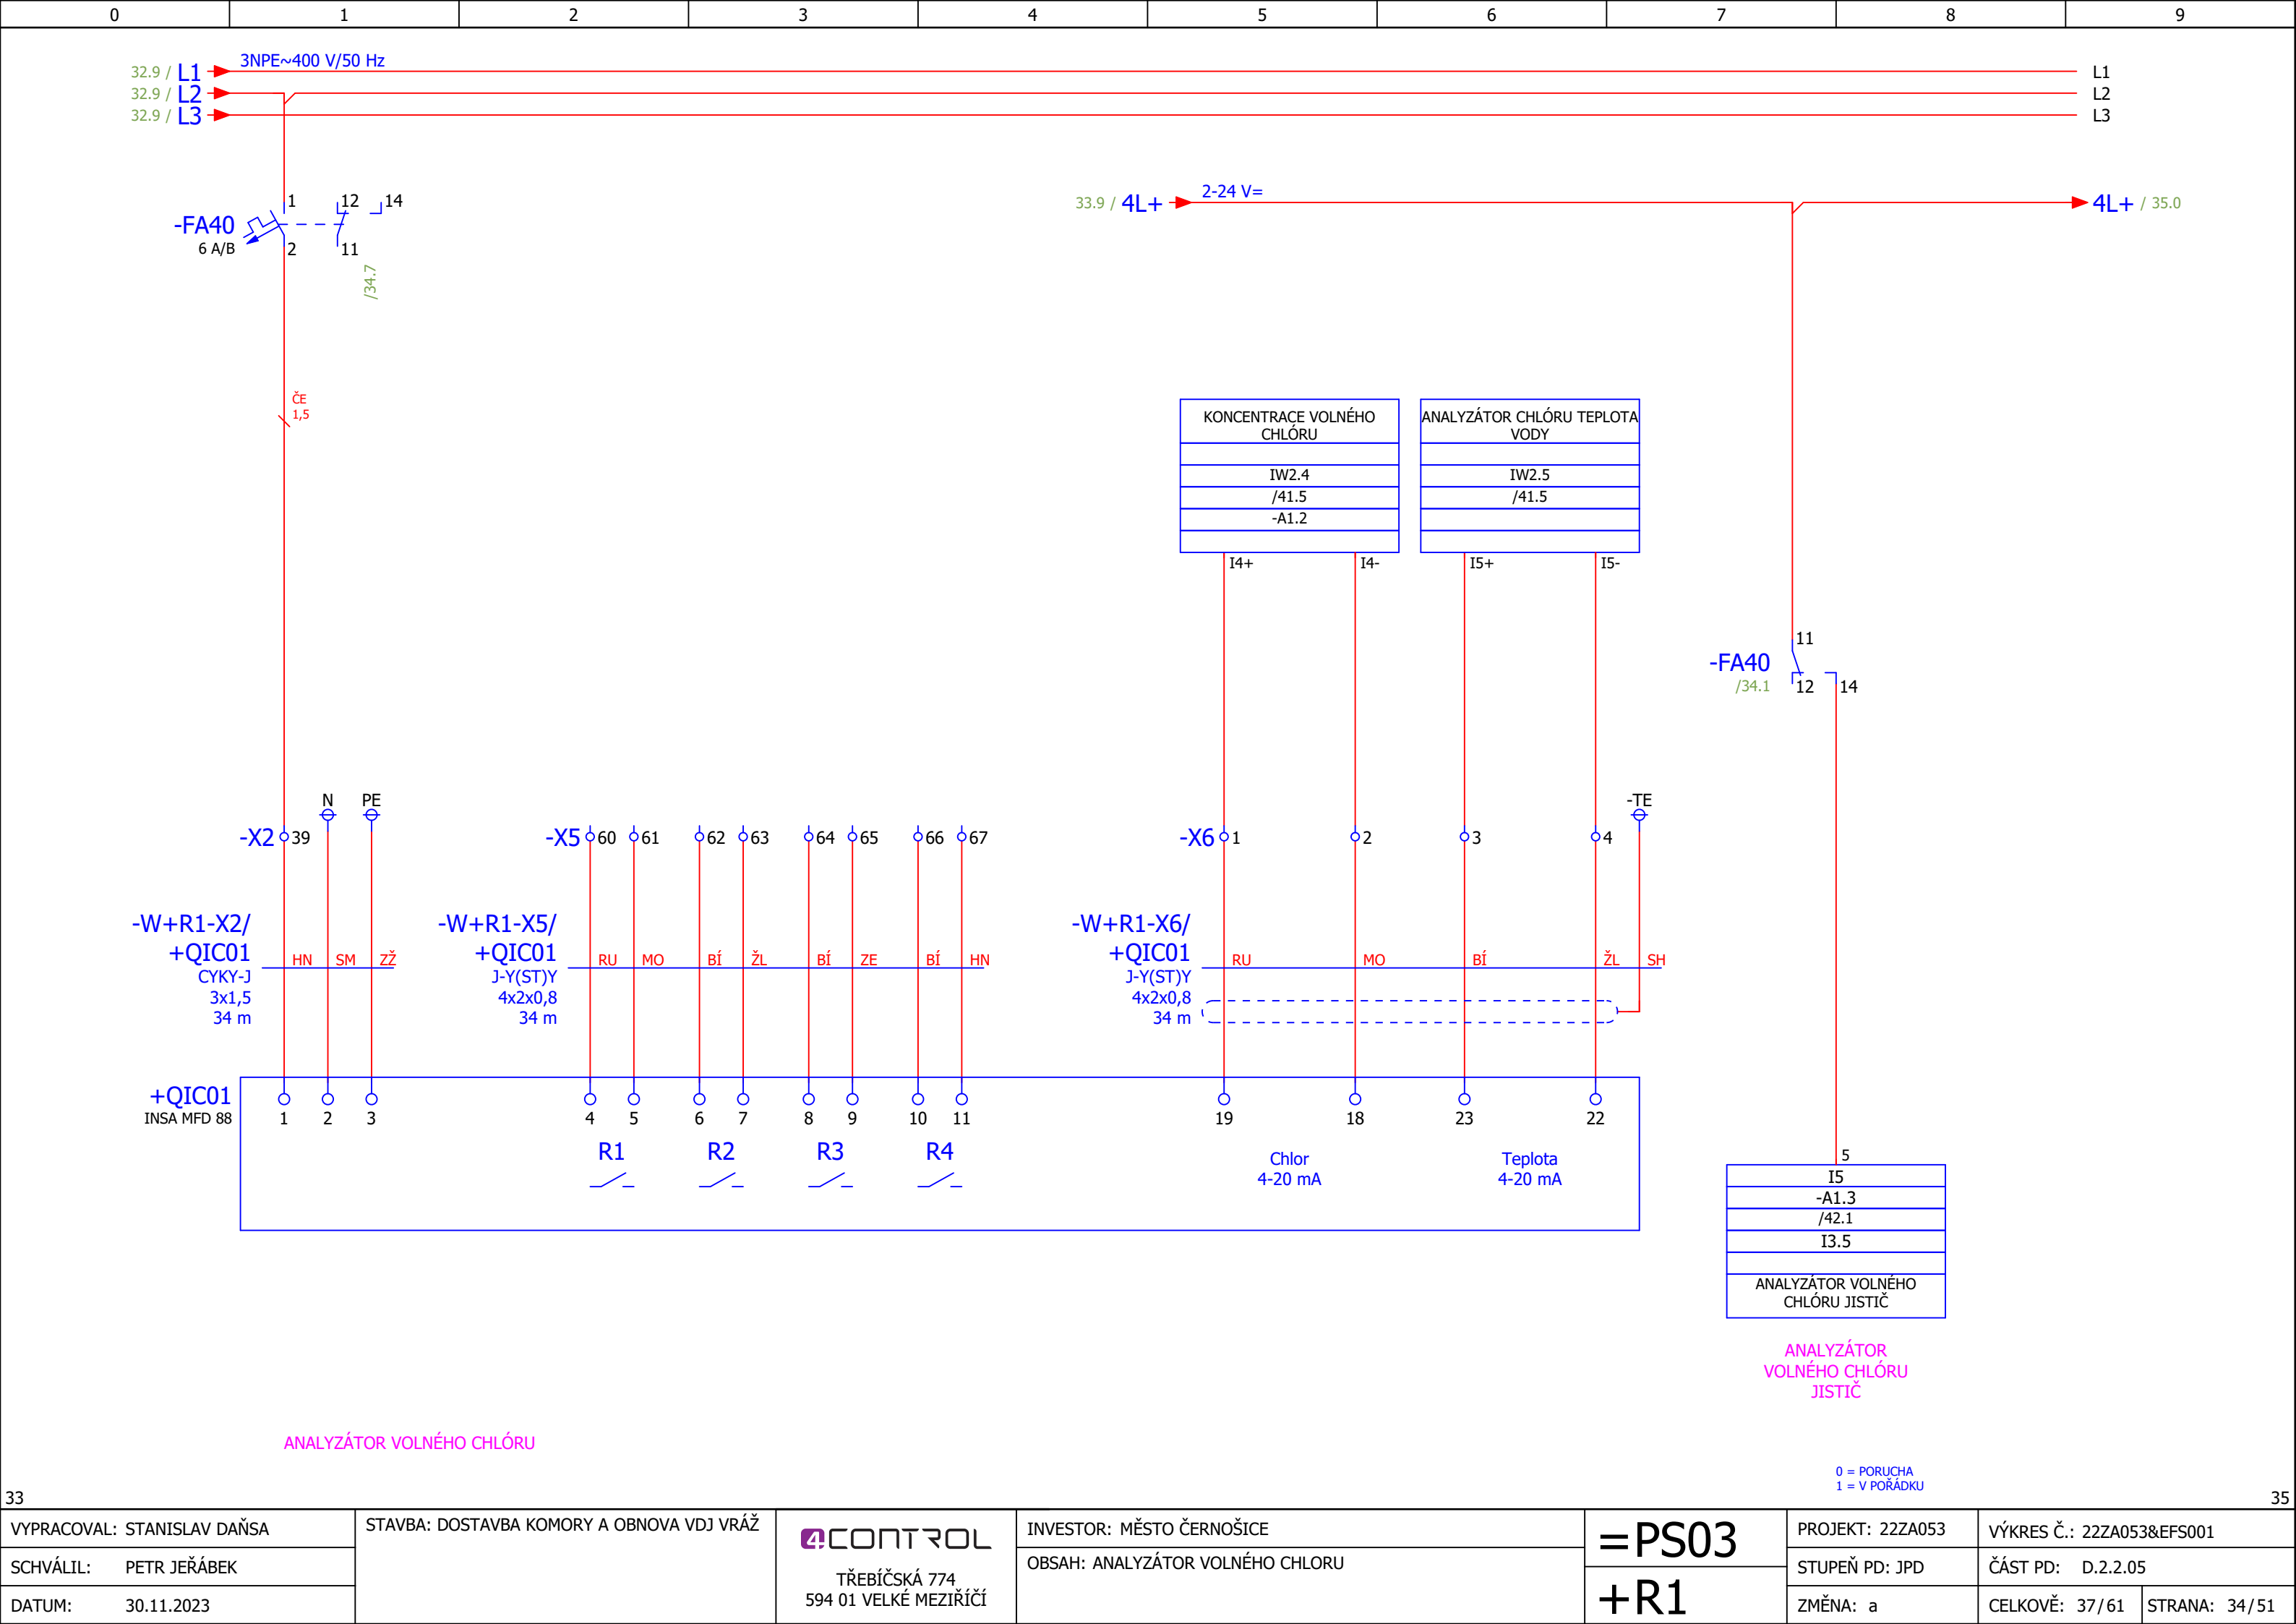 0 1 2 3 4 5 6 7 8 9
3NPE~400 V/50 Hz
32.9 / L1 L1
32.9 / L2 L2
32.9 / L3 L3
2-24 V=
33.9 / 4L+ 4L+ / 35.0
1 12 14
-FA40
6 A/B
2 11
/34.7
ČE
1,5
KONCENTRACE VOLNÉHO
CHLÓRU
IW2.4
/41.5
-A1.2
I4+ I4-
ANALYZÁTOR CHLÓRU TEPLOTA
VODY
IW2.5
/41.5
I5+ I5-
11
-FA40
/34.1
12 14
N PE
-TE
-X2 39
-X5 60 61 62 63 64 65 66 67
-X6 1 2 3 4
-W+R1-X2/
+QIC01
CYKY-J
3x1,5
34 m
HN SM ZŽ
-W+R1-X5/
+QIC01
J-Y(ST)Y
4x2x0,8
34 m
RU MO BÍ ŽL BÍ ZE BÍ HN
-W+R1-X6/
+QIC01
J-Y(ST)Y
4x2x0,8
34 m
RU MO BÍ ŽL SH
+QIC01
INSA MFD 88
1 2 3 4 5 6 7 8 9 10 11 19 18 23 22
R1 R2 R3 R4
Chlor
4-20 mA
Teplota
4-20 mA
5
I5
-A1.3
/42.1
I3.5
ANALYZÁTOR VOLNÉHO
CHLÓRU JISTIČ
ANALYZÁTOR
VOLNÉHO CHLÓRU
JISTIČ
ANALYZÁTOR VOLNÉHO CHLÓRU
0 = PORUCHA
1 = V POŘÁDKU
33 35
VYPRACOVAL: STANISLAV DAŇSA
SCHVÁLIL: PETR JEŘÁBEK
DATUM: 30.11.2023
STAVBA: DOSTAVBA KOMORY A OBNOVA VDJ VRÁŽ
4CONTROL
TŘEBÍČSKÁ 774
594 01 VELKÉ MEZIŘÍČÍ
INVESTOR: MĚSTO ČERNOŠICE
OBSAH: ANALYZÁTOR VOLNÉHO CHLORU
=PS03
+R1
PROJEKT: 22ZA053
STUPEŇ PD: JPD
ZMĚNA: a
VÝKRES Č.: 22ZA053&EFS001
ČÁST PD: D.2.2.05
CELKOVĚ: 37/61 STRANA: 34/51